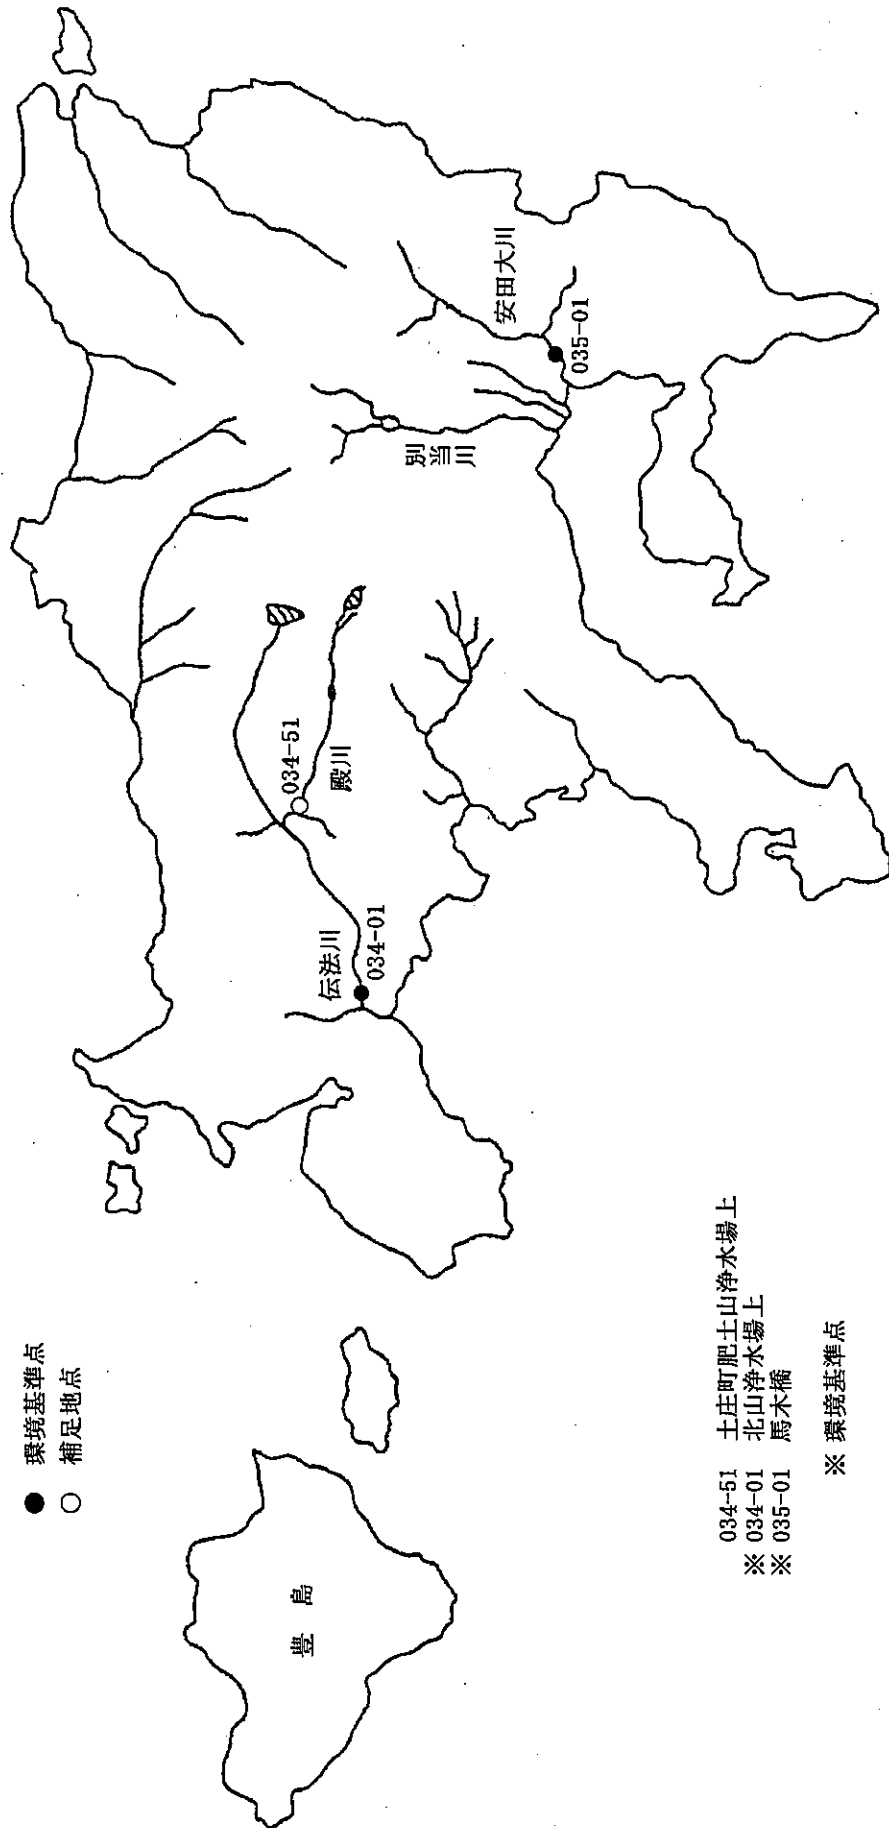 ● 環境基準点
○ 補足地点
豊島
伝法川
034-01
034-51
殿川
別当川
安田大川
035-01
034-51 土庄町肥土山浄水場上
※ 034-01 北山浄水場上
※ 035-01 馬木橋
※ 環境基準点